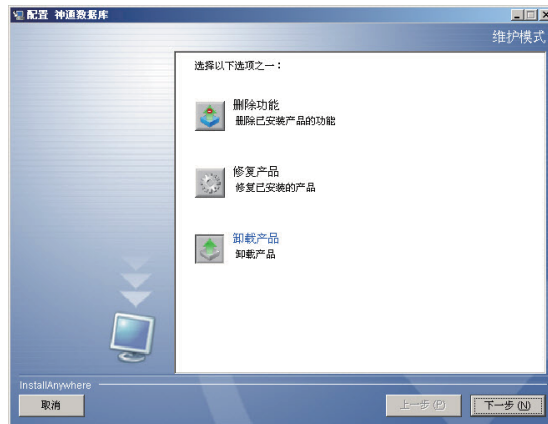 配置 神通数据库
维护模式
选择以下选项之一：
删除功能
删除已安装产品的功能
修复产品
修复已安装的产品
卸载产品
卸载产品
InstallAnywhere
取消
上一步(P)
下一步(N)